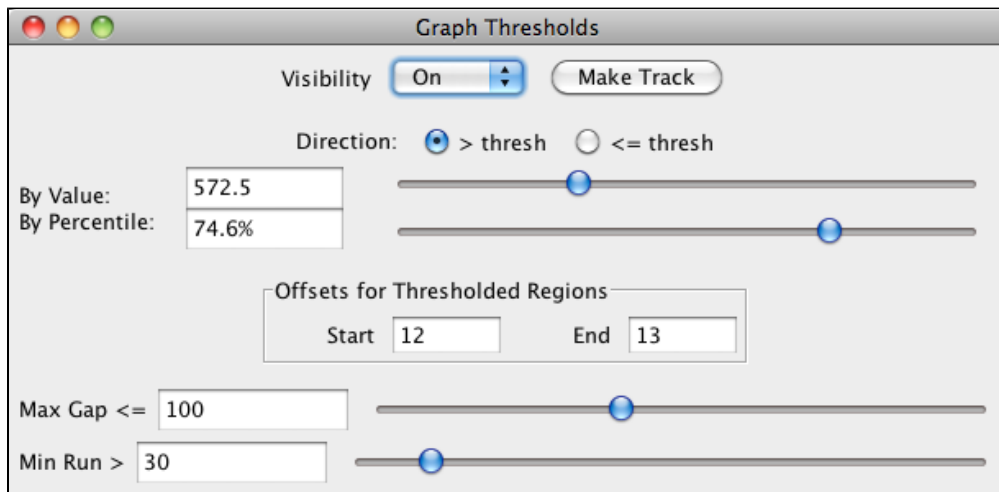 Graph Thresholds
Visibility On Make Track
Direction: > thresh <= thresh
By Value: 572.5
By Percentile: 74.6%
Offsets for Thresholded Regions
Start 12 End 13
Max Gap <= 100
Min Run > 30